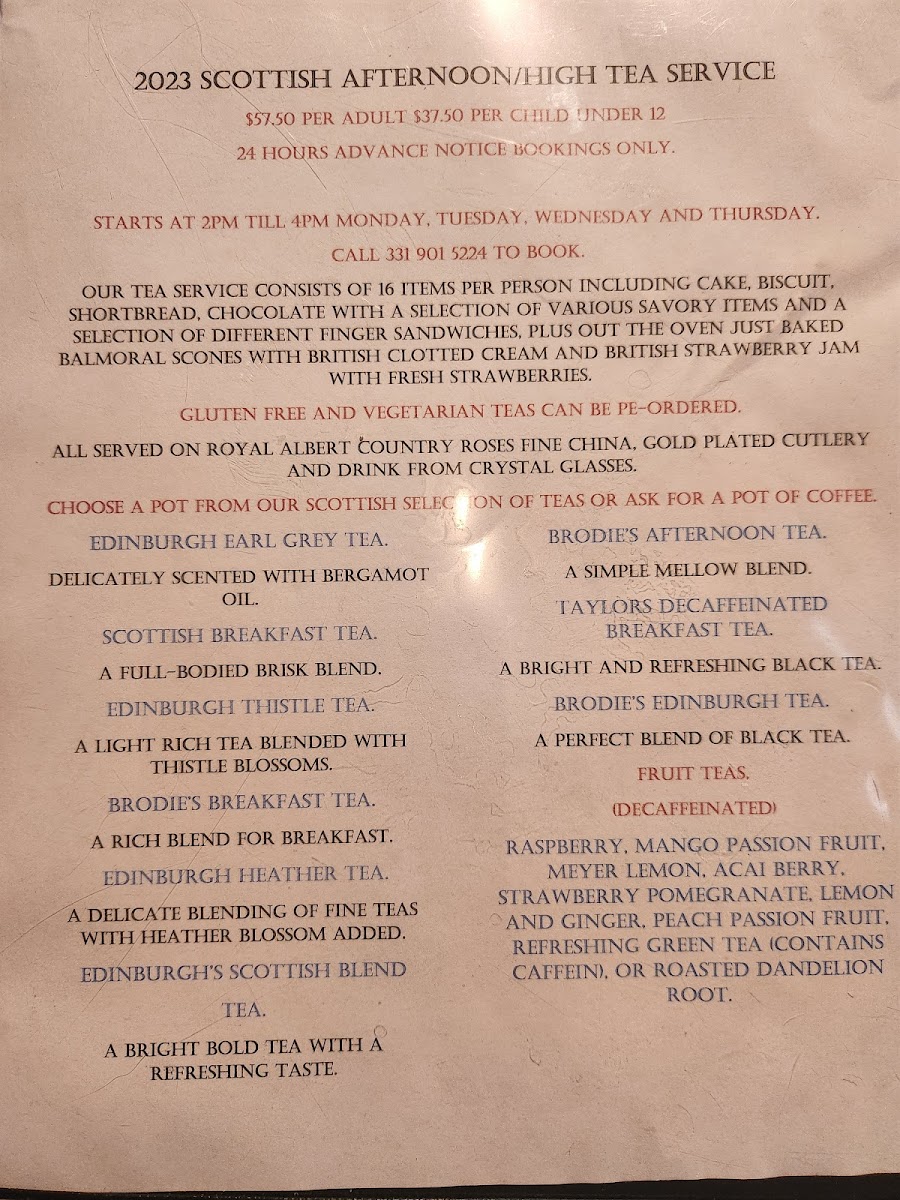 2023 SCOTTISH AFTERNOON/HIGH TEA SERVICE
$57.50 PER ADULT $37.50 PER CHILD UNDER 12
24 HOURS ADVANCE NOTICE BOOKINGS ONLY.
STARTS AT 2PM TILL 4PM MONDAY, TUESDAY, WEDNESDAY AND THURSDAY.
CALL 331 901 5224 TO BOOK.
OUR TEA SERVICE CONSISTS OF 16 ITEMS PER PERSON INCLUDING CAKE, BISCUIT,
SHORTBREAD, CHOCOLATE WITH A SELECTION OF VARIOUS SAVORY ITEMS AND A
SELECTION OF DIFFERENT FINGER SANDWICHES, PLUS OUT THE OVEN JUST BAKED
BALMORAL SCONES WITH BRITISH CLOTTED CREAM AND BRITISH STRAWBERRY JAM
WITH FRESH STRAWBERRIES.
GLUTEN FREE AND VEGETARIAN TEAS CAN BE PE-ORDERED.
ALL SERVED ON ROYAL ALBERT COUNTRY ROSES FINE CHINA, GOLD PLATED CUTLERY
AND DRINK FROM CRYSTAL GLASSES.
CHOOSE A POT FROM OUR SCOTTISH SELECTION OF TEAS OR ASK FOR A POT OF COFFEE.
EDINBURGH EARL GREY TEA.
DELICATELY SCENTED WITH BERGAMOT
OIL.
SCOTTISH BREAKFAST TEA.
A FULL-BODIED BRISK BLEND.
EDINBURGH THISTLE TEA.
A LIGHT RICH TEA BLENDED WITH
THISTLE BLOSSOMS.
BRODIE'S BREAKFAST TEA.
A RICH BLEND FOR BREAKFAST.
EDINBURGH HEATHER TEA.
A DELICATE BLENDING OF FINE TEAS
WITH HEATHER BLOSSOM ADDED.
EDINBURGH'S SCOTTISH BLEND
TEA.
A BRIGHT BOLD TEA WITH A
REFRESHING TASTE.
BRODIE'S AFTERNOON TEA.
A SIMPLE MELLOW BLEND.
TAYLORS DECAFFEINATED
BREAKFAST TEA.
A BRIGHT AND REFRESHING BLACK TEA.
BRODIE'S EDINBURGH TEA.
A PERFECT BLEND OF BLACK TEA.
FRUIT TEAS.
(DECAFFEINATED)
RASPBERRY, MANGO PASSION FRUIT,
MEYER LEMON, ACAI BERRY,
STRAWBERRY POMEGRANATE, LEMON
AND GINGER, PEACH PASSION FRUIT,
REFRESHING GREEN TEA (CONTAINS
CAFFEIN), OR ROASTED DANDELION
ROOT.